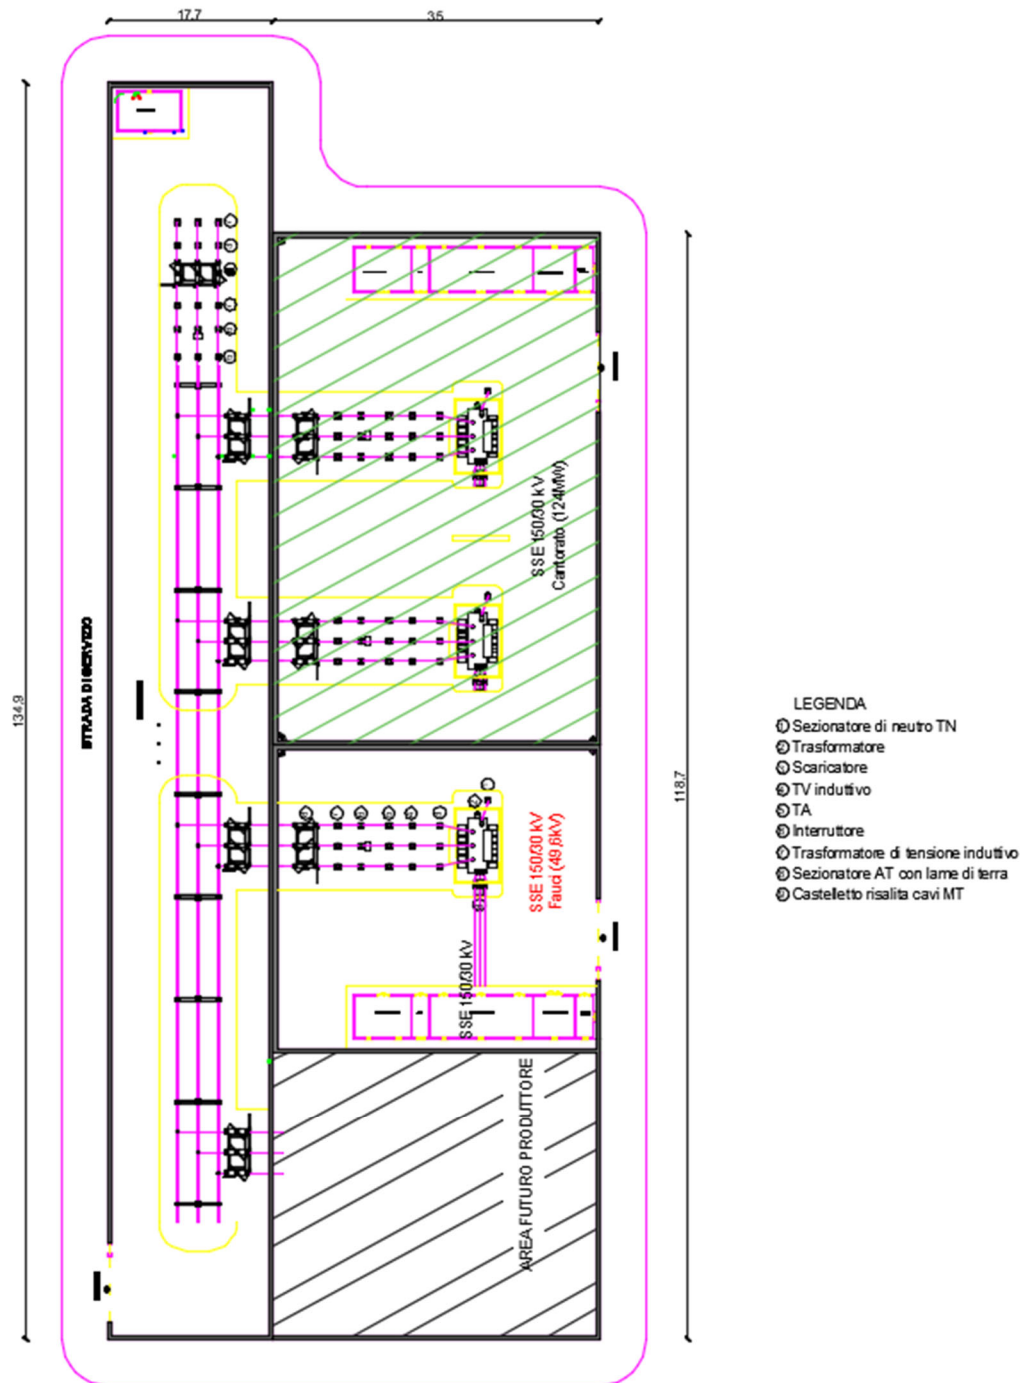 17,7
35
134,9
STRADA DI SERVIZIO
SSE 150/30 kV
Cantorato (124MW)
118,7
SSE 150/30 kV
Fauci (49,6kV)
SSE 150/30 kV
AREA FUTURO PRODUTTORE
LEGENDA
① Sezionatore di neutro TN
② Trasformatore
③ Scaricatore
④ TV induttivo
⑤ TA
⑥ Interruttore
⑦ Trasformatore di tensione induttivo
⑧ Sezionatore AT con lame di terra
⑨ Castelletto risalita cavi MT